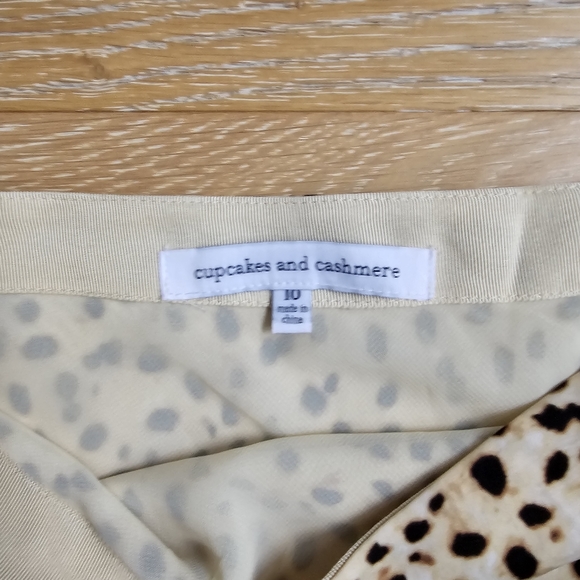 cupcakes and cashmere
10
made in
china